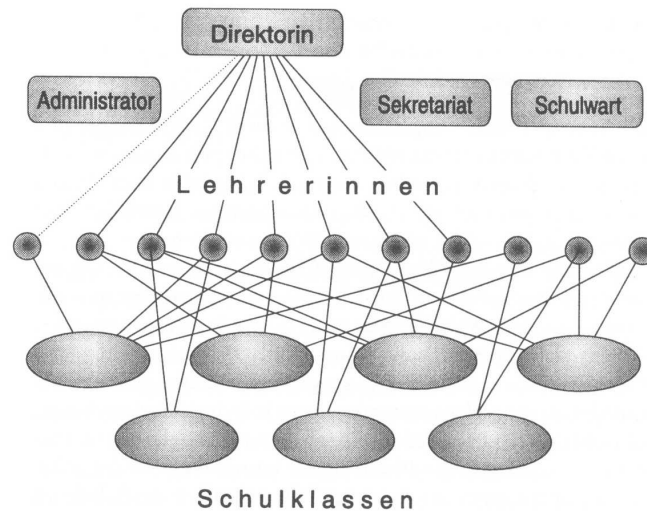 Direktorin
Administrator
Sekretariat
Schulwart
Lehrerinnen
Schulklassen